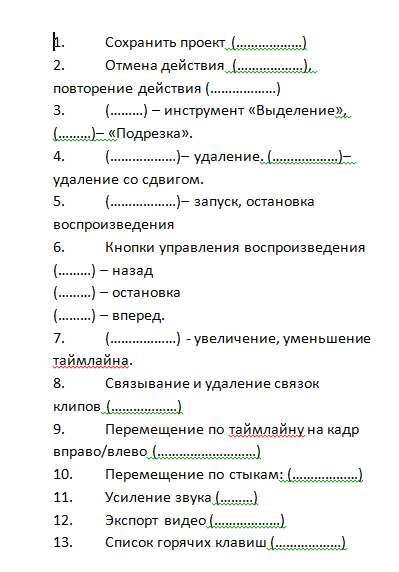 1. Сохранить проект (………………)
2. Отмена действия (………………),
повторение действия (………………)
3. (………) – инструмент «Выделение»,
(………)– «Подрезка».
4. (………………)– удаление. (………………)–
удаление со сдвигом.
5. (………………)– запуск, остановка
воспроизведения
6. Кнопки управления воспроизведения
(………) – назад
(………) – остановка
(………) – вперед.
7. (………………) - увеличение, уменьшение
таймлайна.
8. Связывание и удаление связок
клипов (………………)
9. Перемещение по таймлайну на кадр
вправо/влево (………………………)
10. Перемещение по стыкам: (………………)
11. Усиление звука (………)
12. Экспорт видео (………………)
13. Список горячих клавиш (………………)